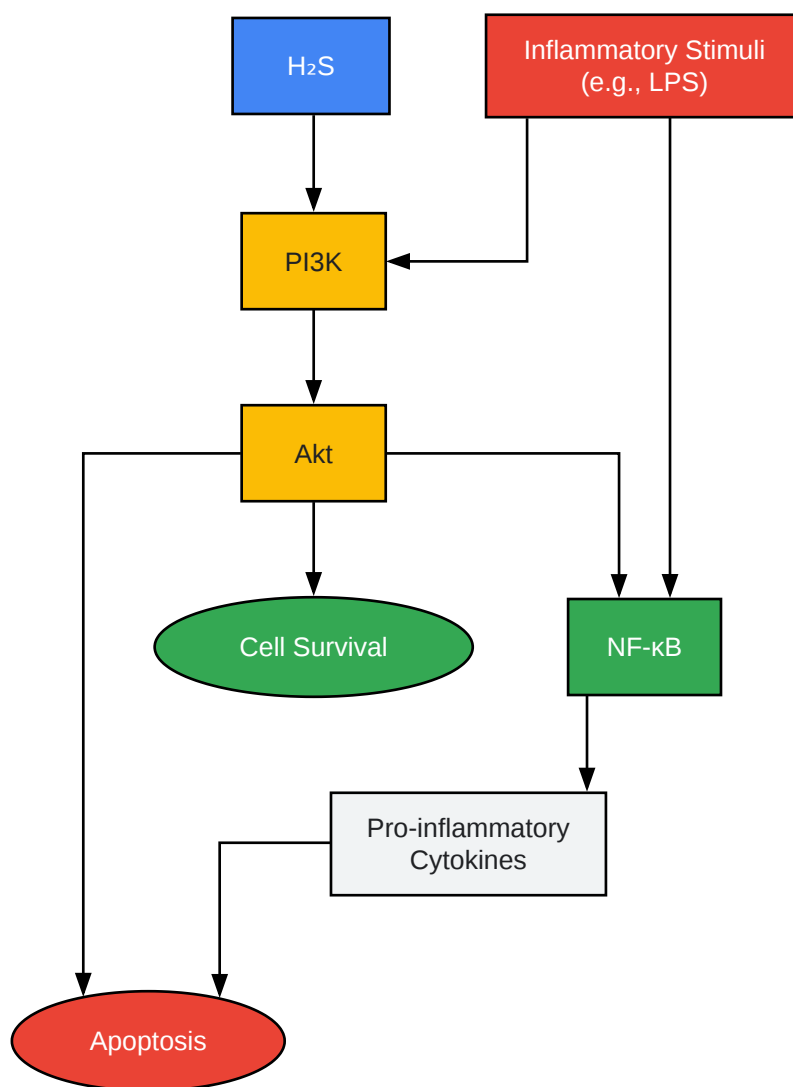 H₂S
Inflammatory Stimuli
(e.g., LPS)
PI3K
Akt
Cell Survival
NF-κB
Pro-inflammatory
Cytokines
Apoptosis